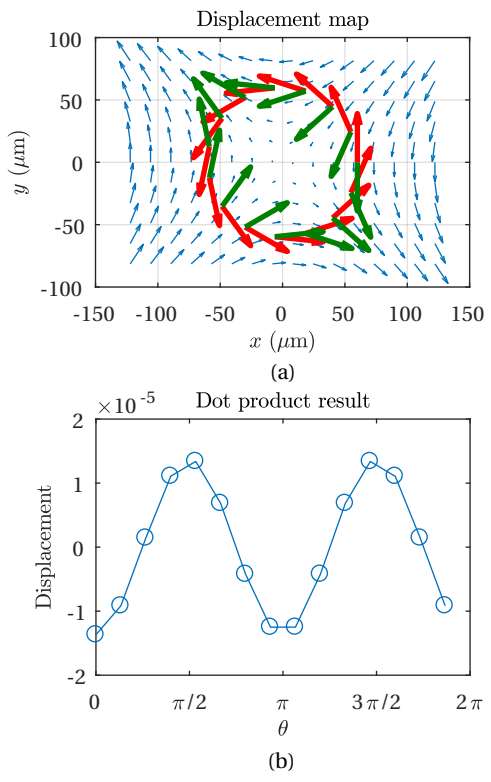 Displacement map
100
50
0
-50
-100
y (μm)
-150 -100 -50 0 50 100 150
x (μm)
(a)
×10 -5
Dot product result
2
1
0
-1
-2
Displacement
0 π/2 π 3π/2 2π
θ
(b)